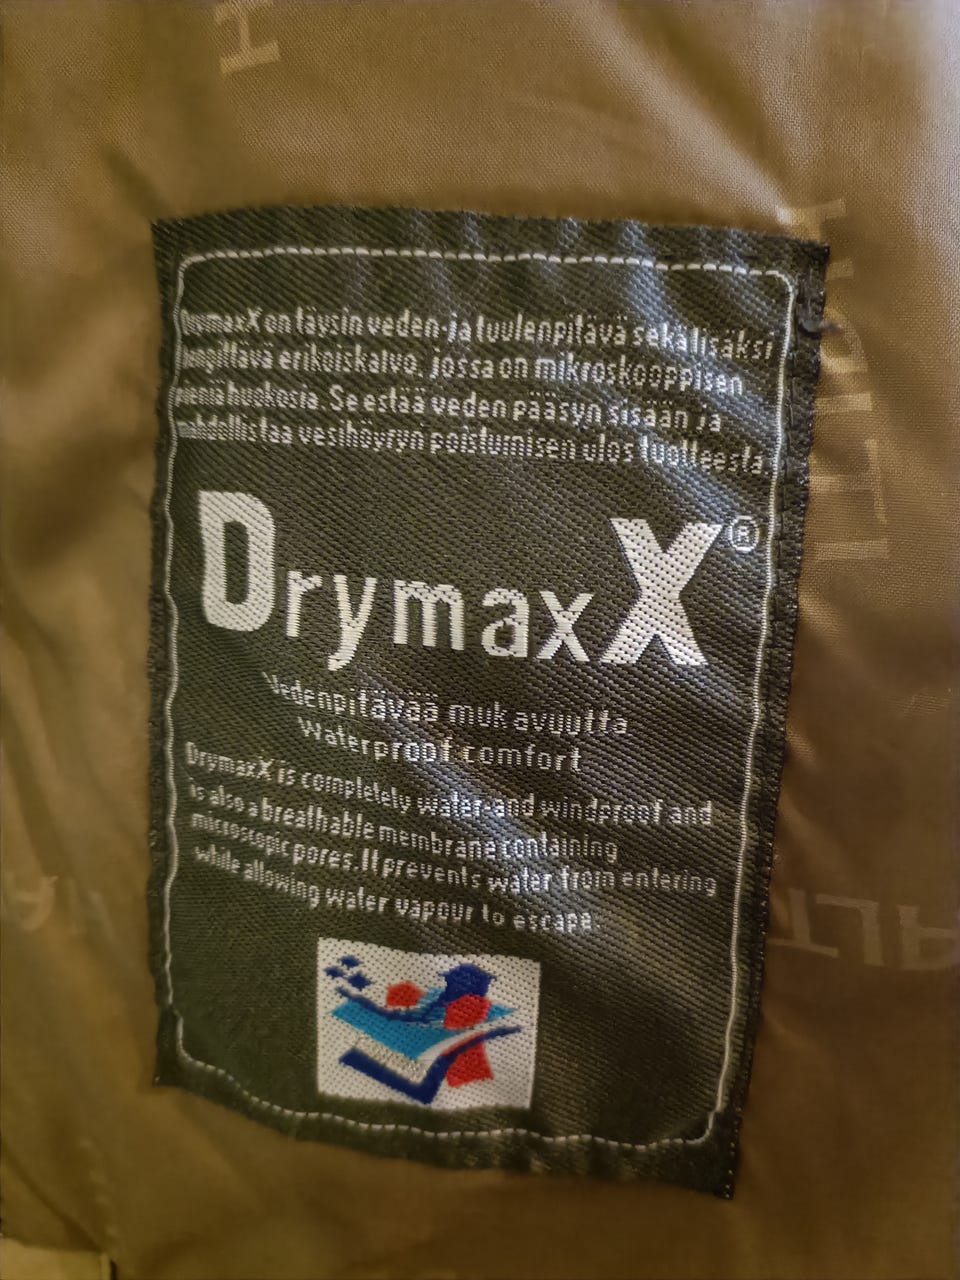 DrymaxX on täysin veden- ja tuulenpitävä sekä lisäksi
hengittävä erikoiskalvo, jossa on mikroskooppisen
pieniä huokosia. Se estää veden pääsyn sisään ja
mahdollistaa vesihöyryn poistumisen ulos tuotteesta.
DrymaxX®
Vedenpitävää mukavuutta
Waterproof comfort
DrymaxX is completely water-and windproof and
is also a breathable membrane containing
microscopic pores. It prevents water from entering
while allowing water vapour to escape.
HALTI
ALT